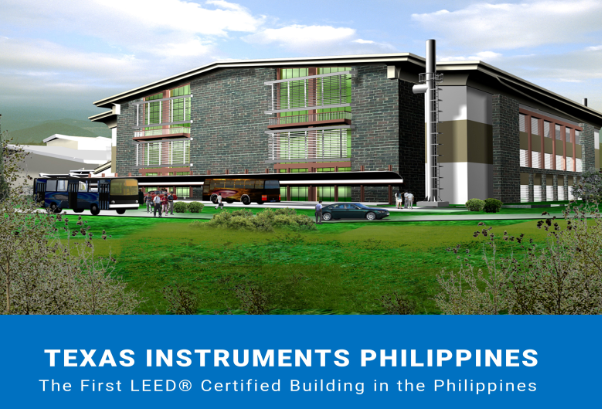 TEXAS INSTRUMENTS PHILIPPINES
The First LEED® Certified Building in the Philippines